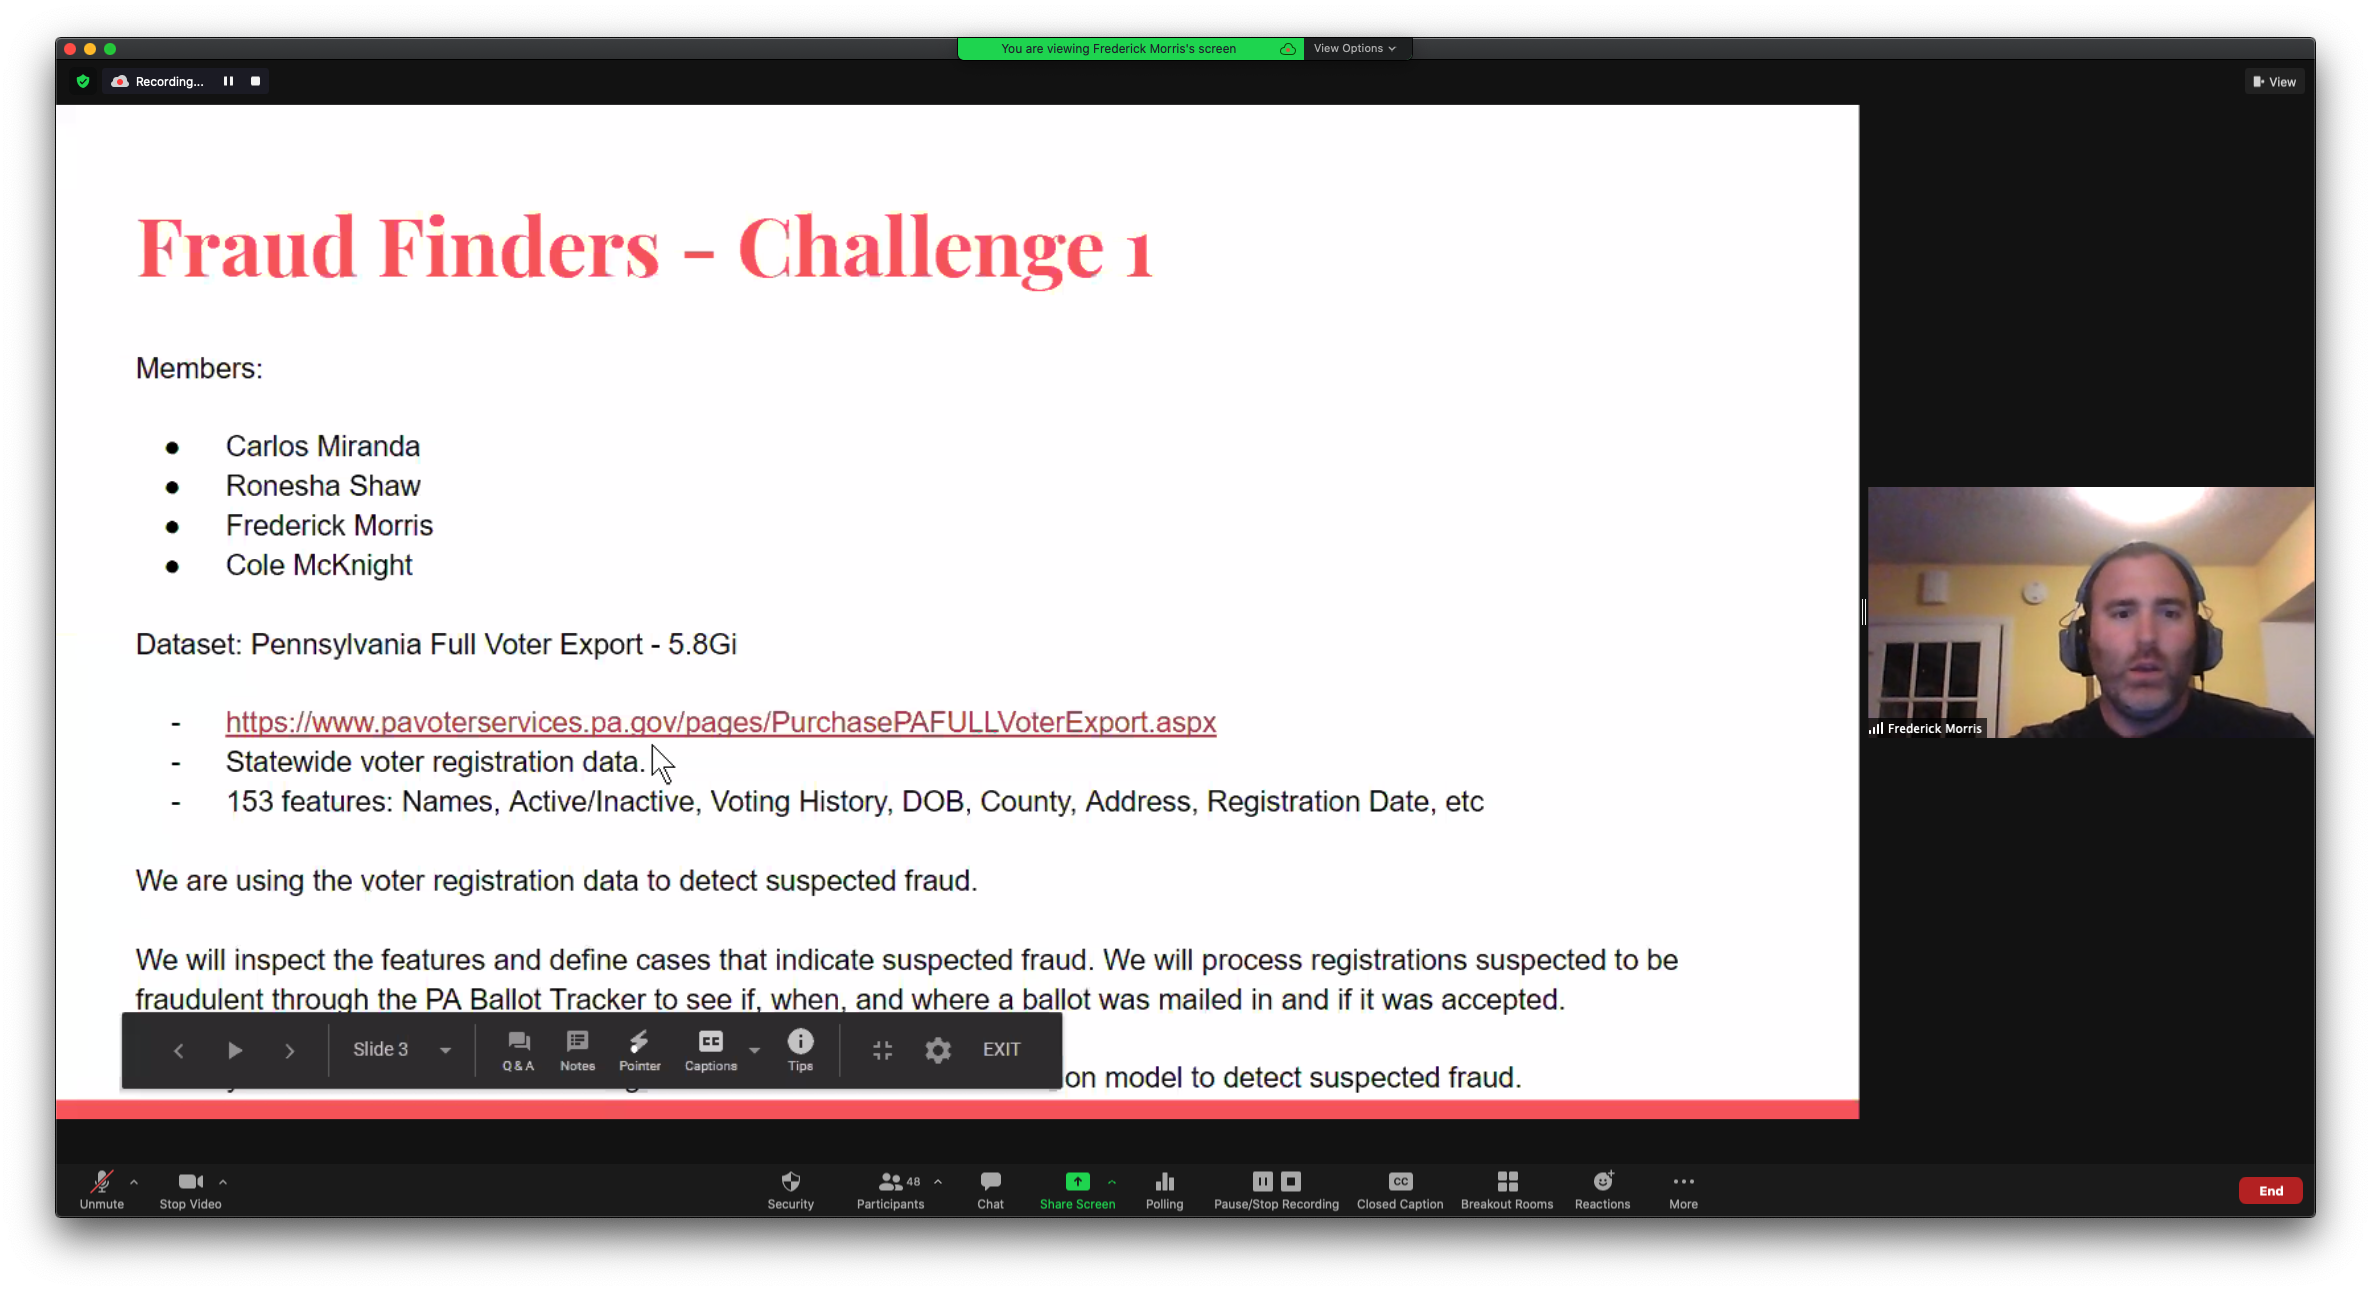 You are viewing Frederick Morris's screen
View Options
Recording...
View
Fraud Finders - Challenge 1
Members:
● Carlos Miranda
● Ronesha Shaw
● Frederick Morris
● Cole McKnight
Dataset: Pennsylvania Full Voter Export - 5.8Gi
- https://www.pavoterservices.pa.gov/pages/PurchasePAFULLVoterExport.aspx
- Statewide voter registration data.
- 153 features: Names, Active/Inactive, Voting History, DOB, County, Address, Registration Date, etc
We are using the voter registration data to detect suspected fraud.
We will inspect the features and define cases that indicate suspected fraud. We will process registrations suspected to be
fraudulent through the PA Ballot Tracker to see if, when, and where a ballot was mailed in and if it was accepted.
on model to detect suspected fraud.
Slide 3
Q & A
Notes
Pointer
CC
Captions
Tips
EXIT
Frederick Morris
Unmute
Stop Video
Security
48
Participants
Chat
Share Screen
Polling
Pause/Stop Recording
CC
Closed Caption
Breakout Rooms
Reactions
More
End